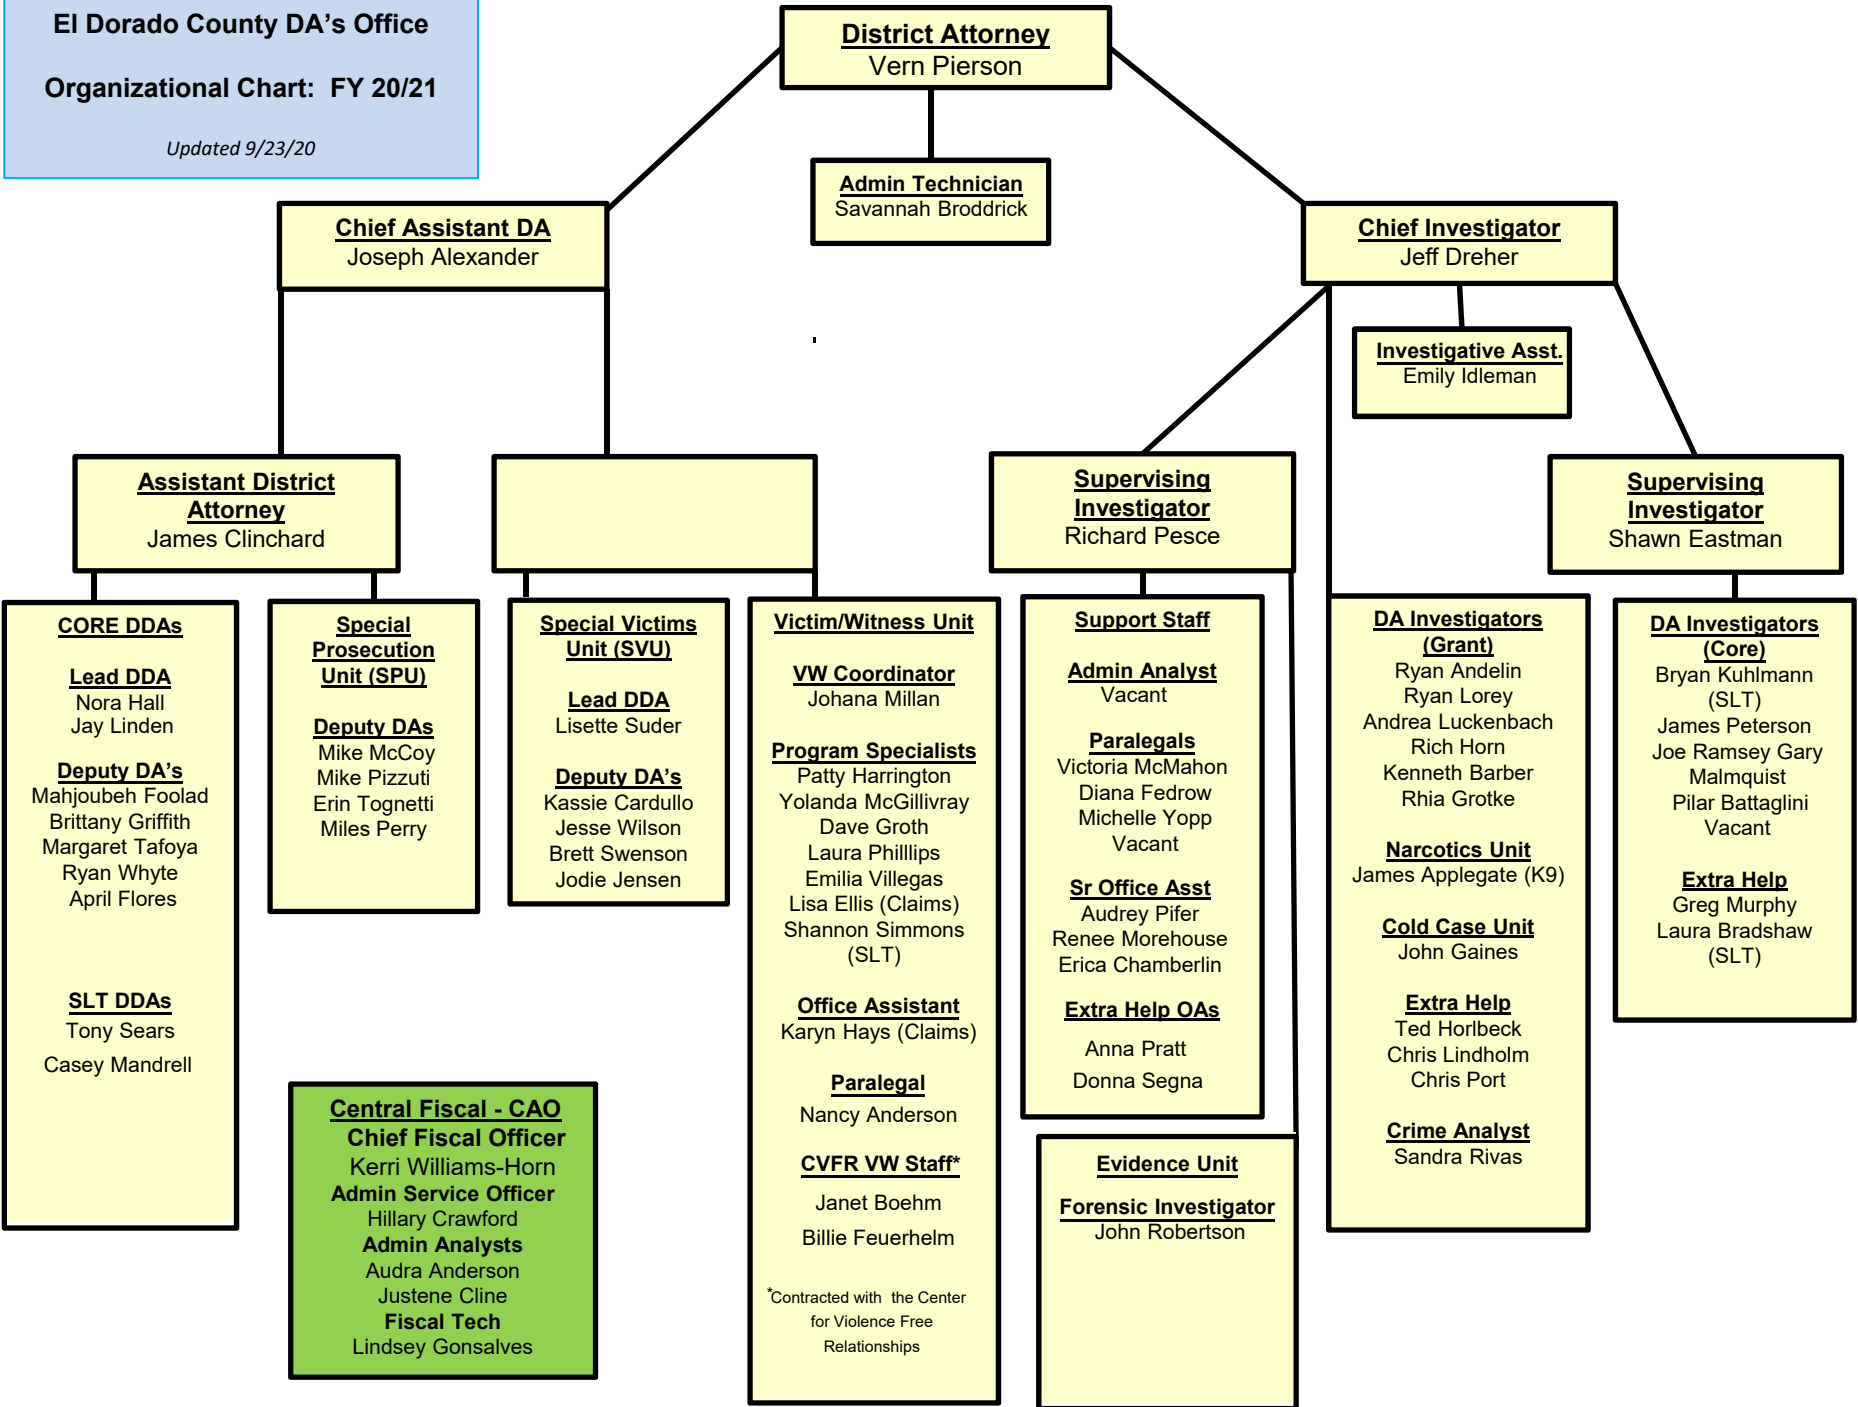 El Dorado County DA’s Office
Organizational Chart: FY 20/21
Updated 9/23/20
District Attorney
Vern Pierson
Admin Technician
Savannah Broddrick
Chief Assistant DA
Joseph Alexander
Chief Investigator
Jeff Dreher
Investigative Asst.
Emily Idleman
Assistant District
Attorney
James Clinchard
Supervising
Investigator
Richard Pesce
Supervising
Investigator
Shawn Eastman
CORE DDAs
Lead DDA
Nora Hall
Jay Linden
Deputy DA’s
Mahjoubeh Foolad
Brittany Griffith
Margaret Tafoya
Ryan Whyte
April Flores
SLT DDAs
Tony Sears
Casey Mandrell
Special
Prosecution
Unit (SPU)
Deputy DAs
Mike McCoy
Mike Pizzuti
Erin Tognetti
Miles Perry
Special Victims
Unit (SVU)
Lead DDA
Lisette Suder
Deputy DA’s
Kassie Cardullo
Jesse Wilson
Brett Swenson
Jodie Jensen
Victim/Witness Unit
VW Coordinator
Johana Millan
Program Specialists
Patty Harrington
Yolanda McGillivray
Dave Groth
Laura Philllips
Emilia Villegas
Lisa Ellis (Claims)
Shannon Simmons
(SLT)
Office Assistant
Karyn Hays (Claims)
Paralegal
Nancy Anderson
CVFR VW Staff*
Janet Boehm
Billie Feuerhelm
*Contracted with the Center
for Violence Free
Relationships
Support Staff
Admin Analyst
Vacant
Paralegals
Victoria McMahon
Diana Fedrow
Michelle Yopp
Vacant
Sr Office Asst
Audrey Pifer
Renee Morehouse
Erica Chamberlin
Extra Help OAs
Anna Pratt
Donna Segna
Evidence Unit
Forensic Investigator
John Robertson
DA Investigators
(Grant)
Ryan Andelin
Ryan Lorey
Andrea Luckenbach
Rich Horn
Kenneth Barber
Rhia Grotke
Narcotics Unit
James Applegate (K9)
Cold Case Unit
John Gaines
Extra Help
Ted Horlbeck
Chris Lindholm
Chris Port
Crime Analyst
Sandra Rivas
DA Investigators
(Core)
Bryan Kuhlmann
(SLT)
James Peterson
Joe Ramsey Gary
Malmquist
Pilar Battaglini
Vacant
Extra Help
Greg Murphy
Laura Bradshaw
(SLT)
Central Fiscal - CAO
Chief Fiscal Officer
Kerri Williams-Horn
Admin Service Officer
Hillary Crawford
Admin Analysts
Audra Anderson
Justene Cline
Fiscal Tech
Lindsey Gonsalves